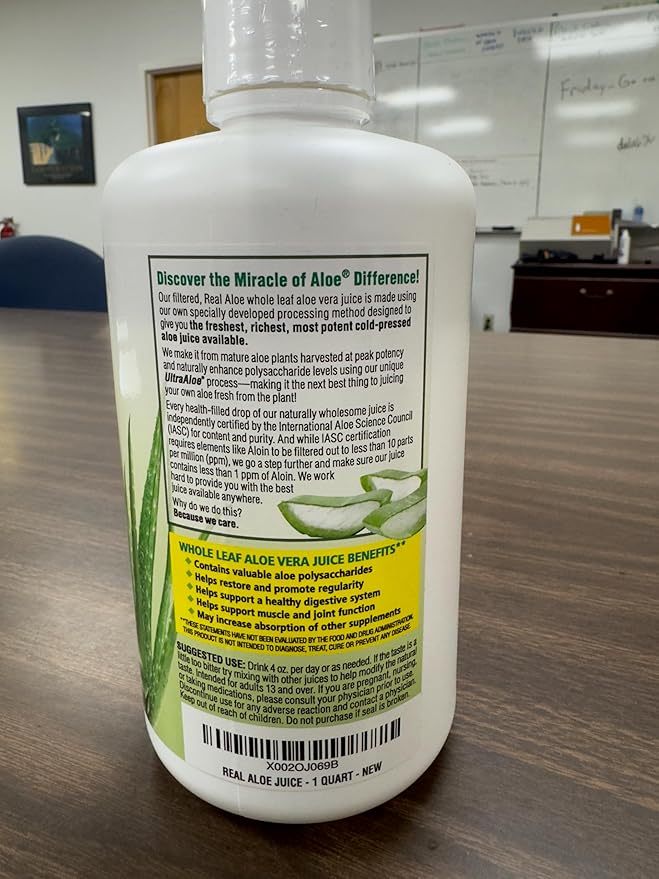 Friday - Go
Discover the Miracle of Aloe® Difference!
Our filtered, Real Aloe whole leaf aloe vera juice is made using
our own specially developed processing method designed to
give you the freshest, richest, most potent cold-pressed
aloe juice available.
We make it from mature aloe plants harvested at peak potency
and naturally enhance polysaccharide levels using our unique
UltraAloe® process—making it the next best thing to juicing
your own aloe fresh from the plant!
Every health-filled drop of our naturally wholesome juice is
independently certified by the International Aloe Science Council
(IASC) for content and purity. And while IASC certification
requires elements like Aloin to be filtered out to less than 10 parts
per million (ppm), we go a step further and make sure our juice
contains less than 1 ppm of Aloin. We work
hard to provide you with the best
juice available anywhere.
Why do we do this?
Because we care.
WHOLE LEAF ALOE VERA JUICE BENEFITS**
◆ Contains valuable aloe polysaccharides
◆ Helps restore and promote regularity
◆ Helps support a healthy digestive system
◆ Helps support muscle and joint function
◆ May increase absorption of other supplements
**THESE STATEMENTS HAVE NOT BEEN EVALUATED BY THE FOOD AND DRUG ADMINISTRATION.
THIS PRODUCT IS NOT INTENDED TO DIAGNOSE, TREAT, CURE OR PREVENT ANY DISEASE.
SUGGESTED USE: Drink 4 oz. per day or as needed. If the taste is a
little too bitter try mixing with other juices to help modify the natural
taste. Intended for adults 13 and over. If you are pregnant, nursing,
or taking medications, please consult your physician prior to use.
Discontinue use for any adverse reaction and contact a physician.
Keep out of reach of children. Do not purchase if seal is broken.
X002OJ069B
REAL ALOE JUICE - 1 QUART - NEW